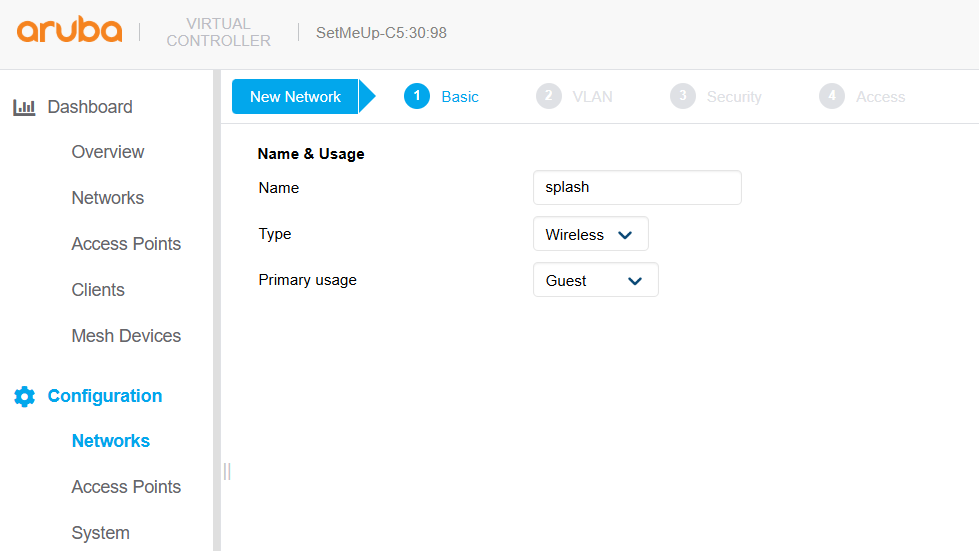 aruba
VIRTUAL
CONTROLLER
SetMeUp-C5:30:98
Dashboard
Overview
Networks
Access Points
Clients
Mesh Devices
Configuration
Networks
Access Points
System
New Network
1 Basic
2 VLAN
3 Security
4 Access
Name & Usage
Name
splash
Type
Wireless
Primary usage
Guest